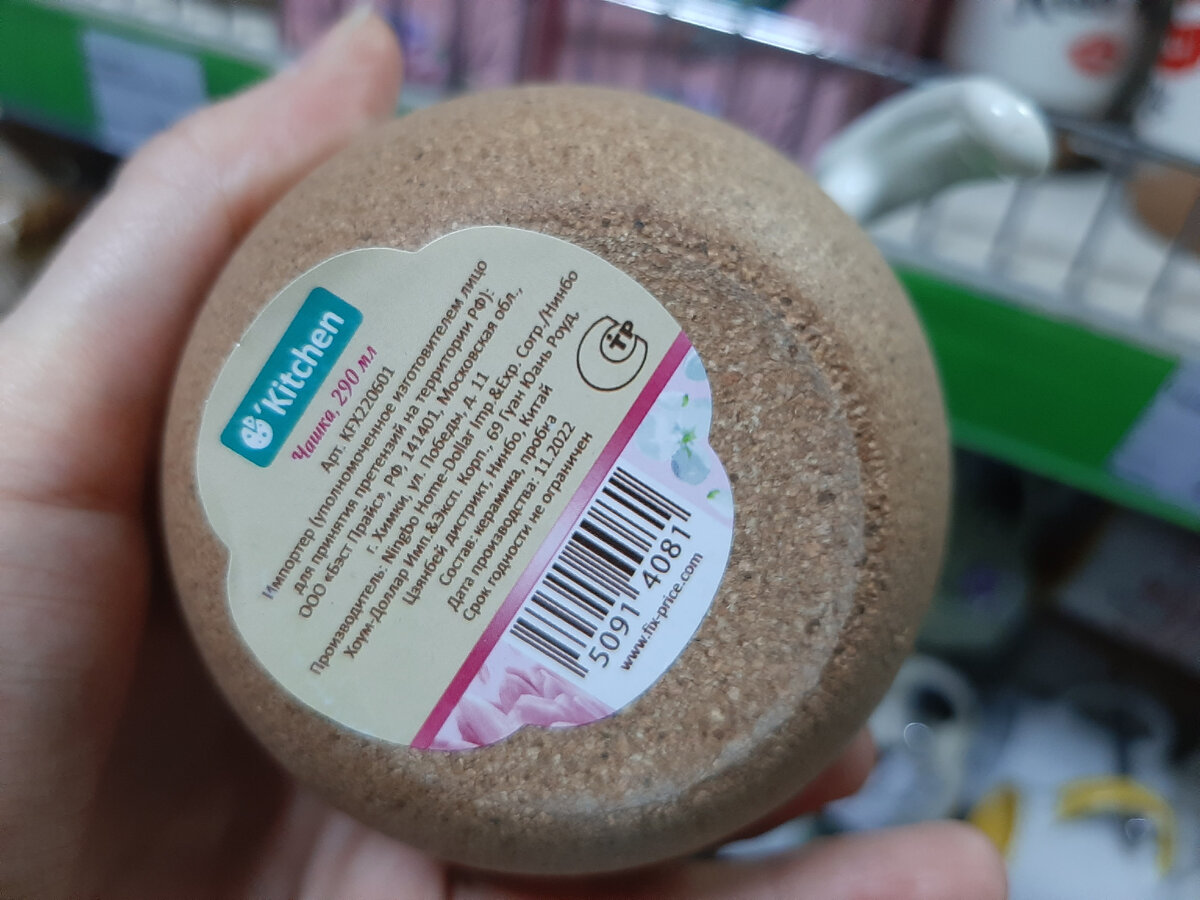 'Kitchen
Чашка, 290 мл
Арт. KFX220601
Импортер (уполномоченное изготовителем лицо
для принятия претензий на территории РФ):
ООО «Бэст Прайс», РФ, 141401, Московская обл.,
г. Химки, ул. Победы, д. 11
Производитель: Ningbo Home-Dollar Imp.&Exp. Corp./Нинбо
Хоум-Доллар Имп.&Эксп. Корп., 69 Гуан Юань Роуд,
Цзянбей дистрикт, Нинбо, Китай
Состав: керамика, пробка
Дата производства: 11.2022
Срок годности не ограничен
СТР
5091 4081
www.fix-price.com